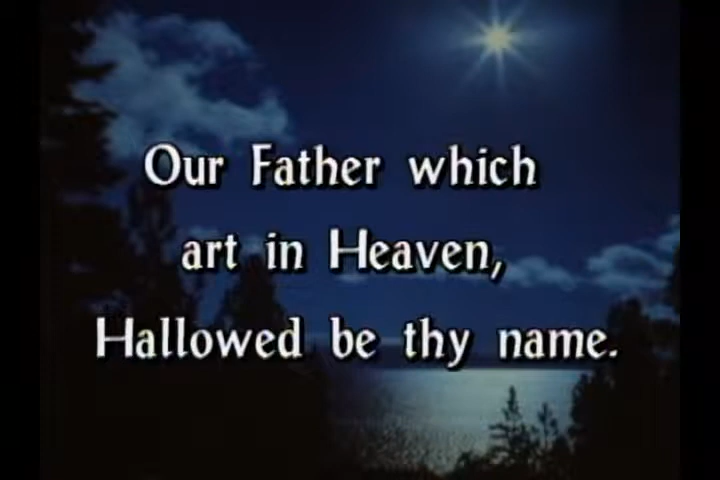 Our Father which
art in Heaven,
Hallowed be thy name.